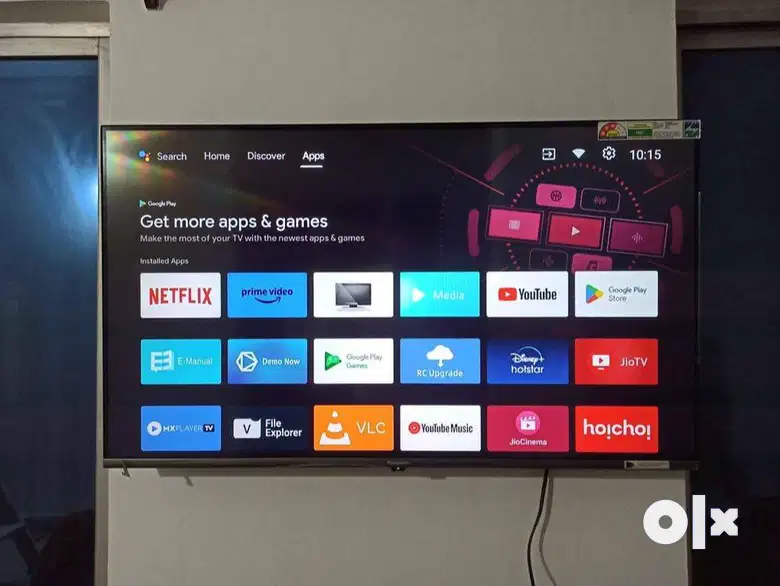 Search Home Discover Apps 10:15
Google Play
Get more apps & games
Make the most of your TV with the newest apps & games
Installed Apps
NETFLIX
prime video
Media
YouTube
Google Play
Store
E-Manual
Demo Now
Google Play
Games
RC Upgrade
Disney+
hotstar
JioTV
MXPLAYER TV
V File
Explorer
VLC
YouTube Music
JioCinema
hoichoi
olx